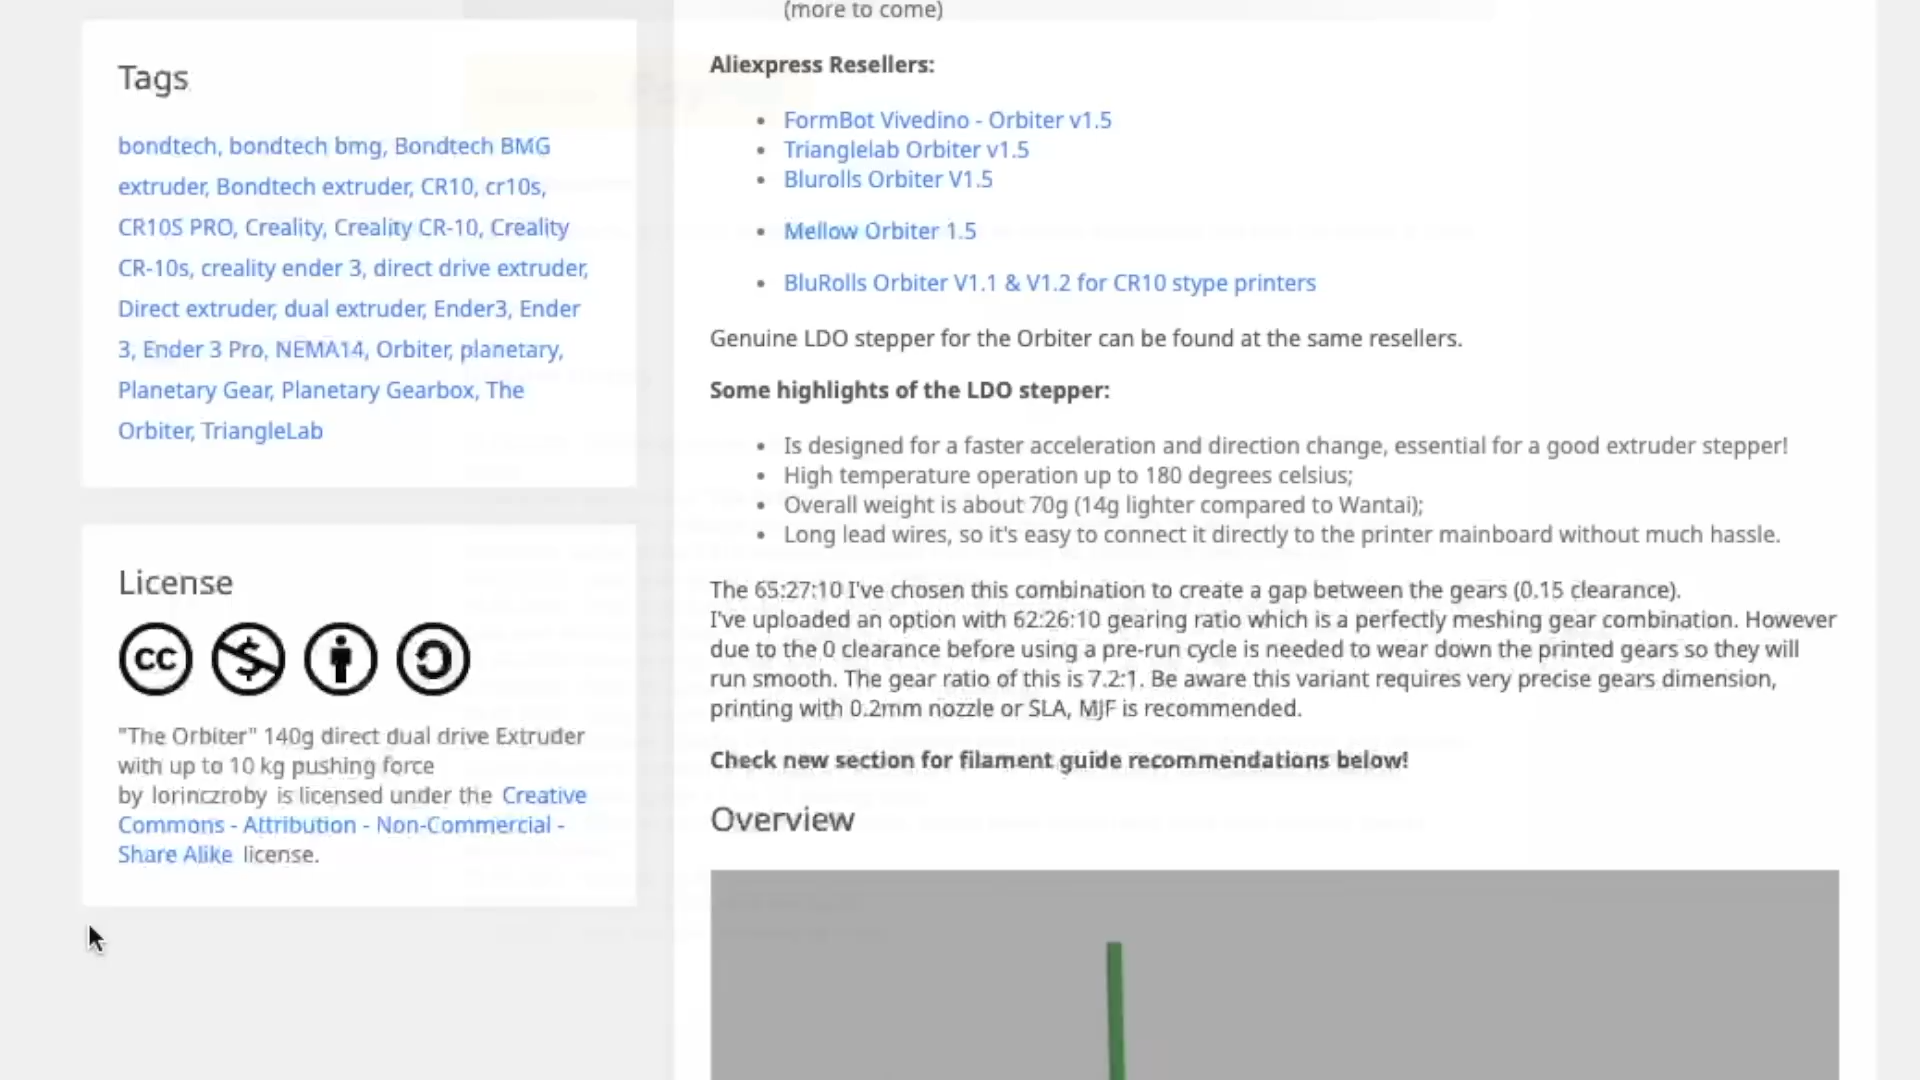 (more to come)
Tags
bondtech, bondtech bmg, Bondtech BMG
extruder, Bondtech extruder, CR10, cr10s,
CR10S PRO, Creality, Creality CR-10, Creality
CR-10s, creality ender 3, direct drive extruder,
Direct extruder, dual extruder, Ender3, Ender
3, Ender 3 Pro, NEMA14, Orbiter, planetary,
Planetary Gear, Planetary Gearbox, The
Orbiter, TriangleLab
License
cc
"The Orbiter" 140g direct dual drive Extruder
with up to 10 kg pushing force
by lorinczroby is licensed under the Creative
Commons - Attribution - Non-Commercial -
Share Alike license.
Aliexpress Resellers:
• FormBot Vivedino - Orbiter v1.5
• Trianglelab Orbiter v1.5
• Blurolls Orbiter V1.5
• Mellow Orbiter 1.5
• BluRolls Orbiter V1.1 & V1.2 for CR10 stype printers
Genuine LDO stepper for the Orbiter can be found at the same resellers.
Some highlights of the LDO stepper:
• Is designed for a faster acceleration and direction change, essential for a good extruder stepper!
• High temperature operation up to 180 degrees celsius;
• Overall weight is about 70g (14g lighter compared to Wantai);
• Long lead wires, so it's easy to connect it directly to the printer mainboard without much hassle.
The 65:27:10 I've chosen this combination to create a gap between the gears (0.15 clearance).
I've uploaded an option with 62:26:10 gearing ratio which is a perfectly meshing gear combination. However
due to the 0 clearance before using a pre-run cycle is needed to wear down the printed gears so they will
run smooth. The gear ratio of this is 7.2:1. Be aware this variant requires very precise gears dimension,
printing with 0.2mm nozzle or SLA, MJF is recommended.
Check new section for filament guide recommendations below!
Overview